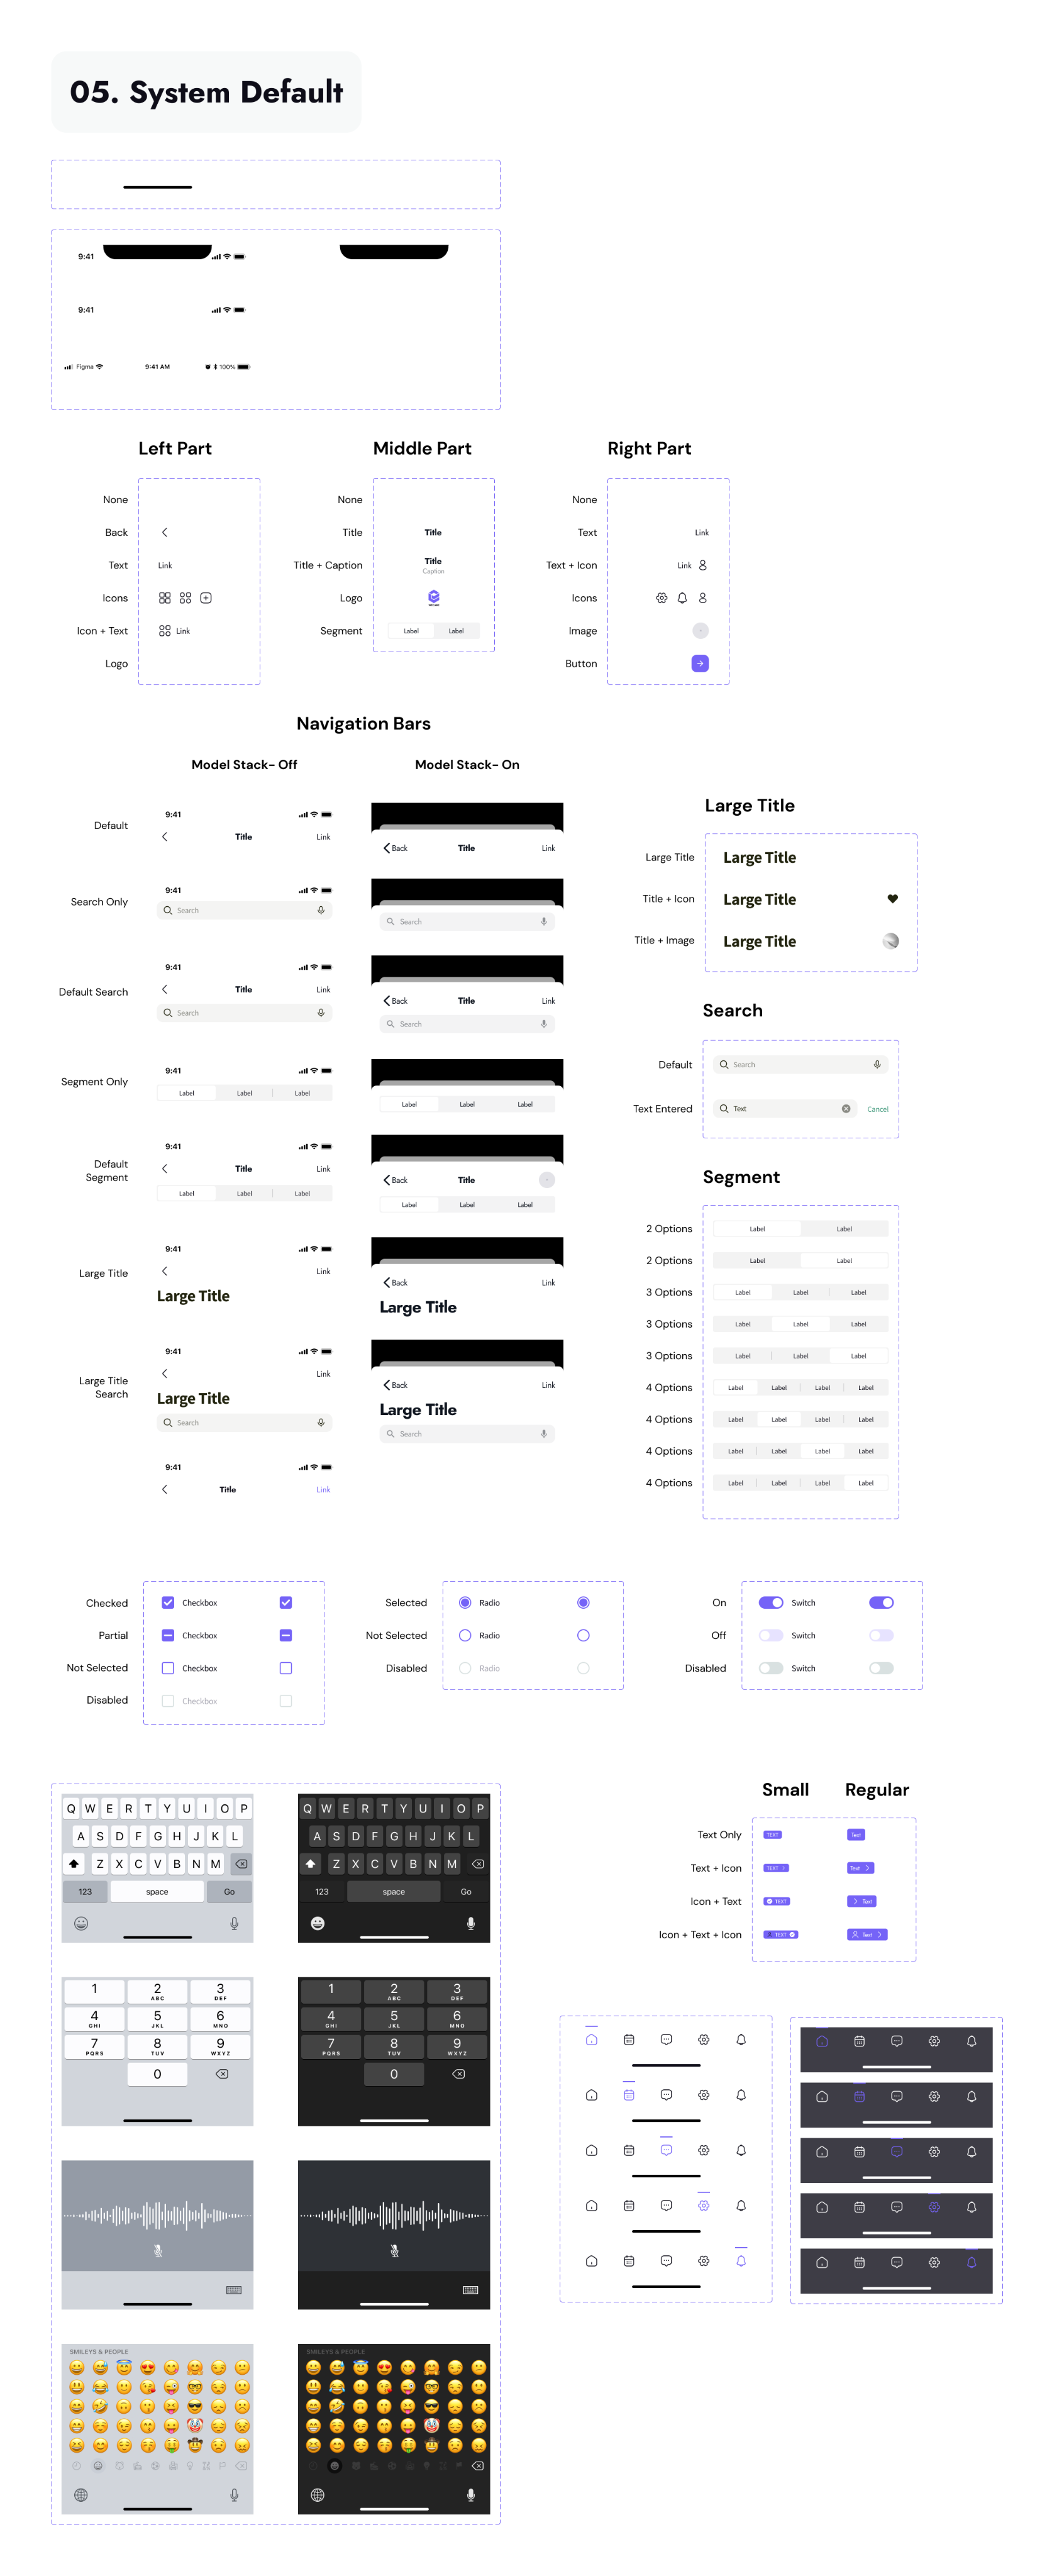 05. System Default
9:41
9:41
Figma 9:41 AM 100%
Left Part
None
Back
Text Link
Icons
Icon + Text Link
Logo
Middle Part
None
Title Title
Title + Caption Title
Caption
Logo
Segment Label Label
Right Part
None
Text Link
Text + Icon Link
Icons
Image
Button
Navigation Bars
Model Stack- Off Model Stack- On
Default
9:41
Title Link
Back Title Link
Search Only
9:41
Search
Search
Default Search
9:41
Title Link
Search
Back Title Link
Search
Segment Only
9:41
Label Label Label
Label Label Label
Default
Segment
9:41
Title Link
Label Label Label
Back Title
Label Label Label
Large Title
9:41
Link
Large Title
Back Link
Large Title
Large Title
Search
9:41
Link
Large Title
Search
Back Link
Large Title
Search
9:41
Title Link
Large Title
Large Title Large Title
Title + Icon Large Title
Title + Image Large Title
Search
Default Search
Text Entered Text Cancel
Segment
2 Options Label Label
2 Options Label Label
3 Options Label Label Label
3 Options Label Label Label
3 Options Label Label Label
4 Options Label Label Label Label
4 Options Label Label Label Label
4 Options Label Label Label Label
4 Options Label Label Label Label
Checked Checkbox
Partial Checkbox
Not Selected Checkbox
Disabled Checkbox
Selected Radio
Not Selected Radio
Disabled Radio
On Switch
Off Switch
Disabled Switch
Q W E R T Y U I O P
A S D F G H J K L
Z X C V B N M
123 space Go
Q W E R T Y U I O P
A S D F G H J K L
Z X C V B N M
123 space Go
1 2 3
ABC DEF
4 5 6
GHI JKL MNO
7 8 9
PQRS TUV WXYZ
0
1 2 3
ABC DEF
4 5 6
GHI JKL MNO
7 8 9
PQRS TUV WXYZ
0
SMILEYS & PEOPLE
SMILEYS & PEOPLE
Small Regular
Text Only TEXT Text
Text + Icon TEXT Text
Icon + Text TEXT Text
Icon + Text + Icon TEXT Text